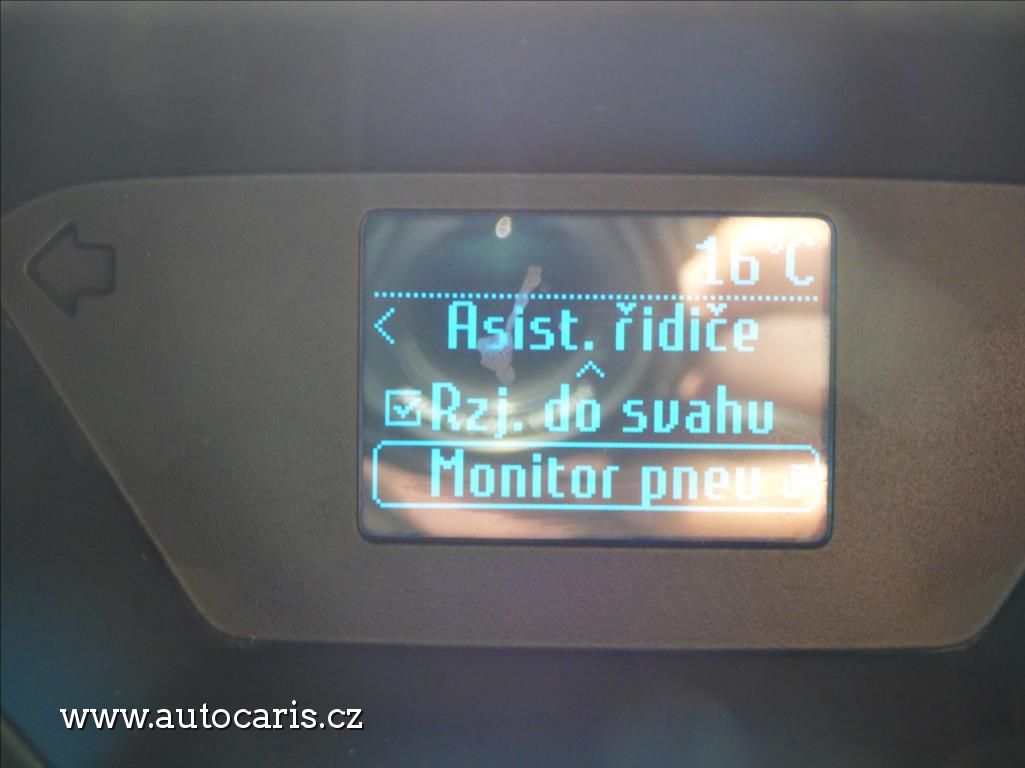 16°C
< Asist. řidiče
Rzj. do svahu
Monitor pneu
www.autocaris.cz